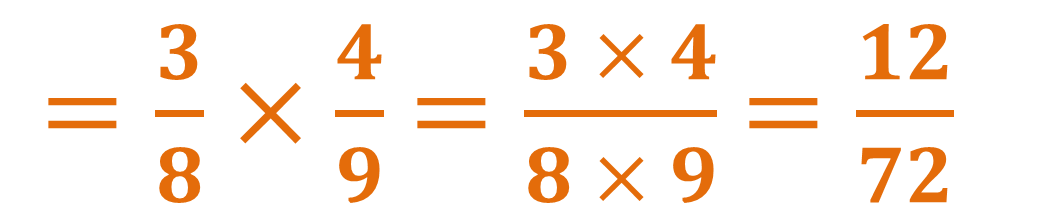 = 3/8 × 4/9 = 3 × 4/8 × 9 = 12/72